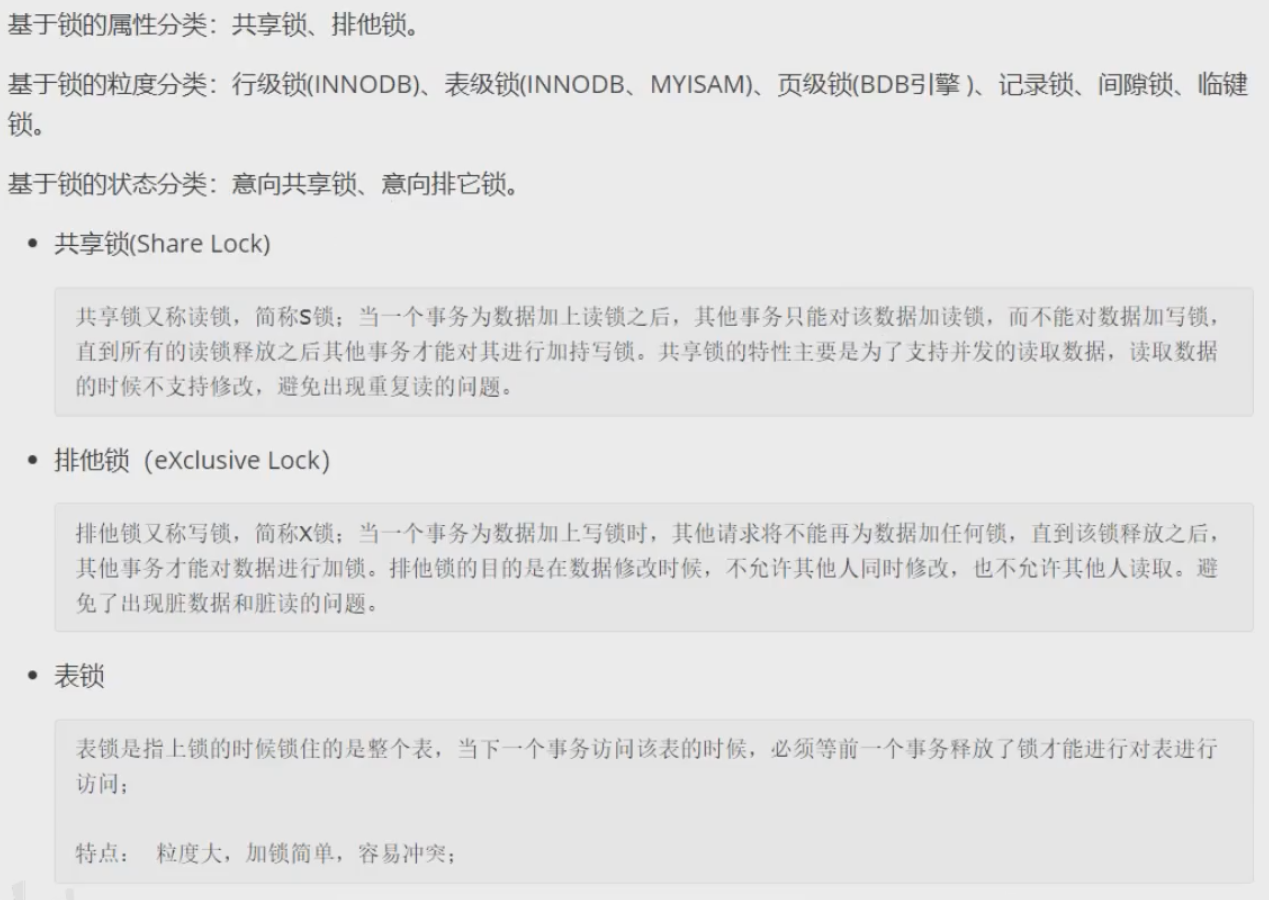 基于锁的属性分类：共享锁、排他锁。
基于锁的粒度分类：行级锁(INNODB)、表级锁(INNODB、MYISAM)、页级锁(BDB引擎 )、记录锁、间隙锁、临键
锁。
基于锁的状态分类：意向共享锁、意向排它锁。
• 共享锁(Share Lock)
共享锁又称读锁，简称S锁；当一个事务为数据加上读锁之后，其他事务只能对该数据加读锁，而不能对数据加写锁，
直到所有的读锁释放之后其他事务才能对其进行加持写锁。共享锁的特性主要是为了支持并发的读取数据，读取数据
的时候不支持修改，避免出现重复读的问题。
• 排他锁（eXclusive Lock）
排他锁又称写锁，简称X锁；当一个事务为数据加上写锁时，其他请求将不能再为数据加任何锁，直到该锁释放之后，
其他事务才能对数据进行加锁。排他锁的目的是在数据修改时候，不允许其他人同时修改，也不允许其他人读取。避
免了出现脏数据和脏读的问题。
• 表锁
表锁是指上锁的时候锁住的是整个表，当下一个事务访问该表的时候，必须等前一个事务释放了锁才能进行对表进行
访问；
特点： 粒度大，加锁简单，容易冲突；